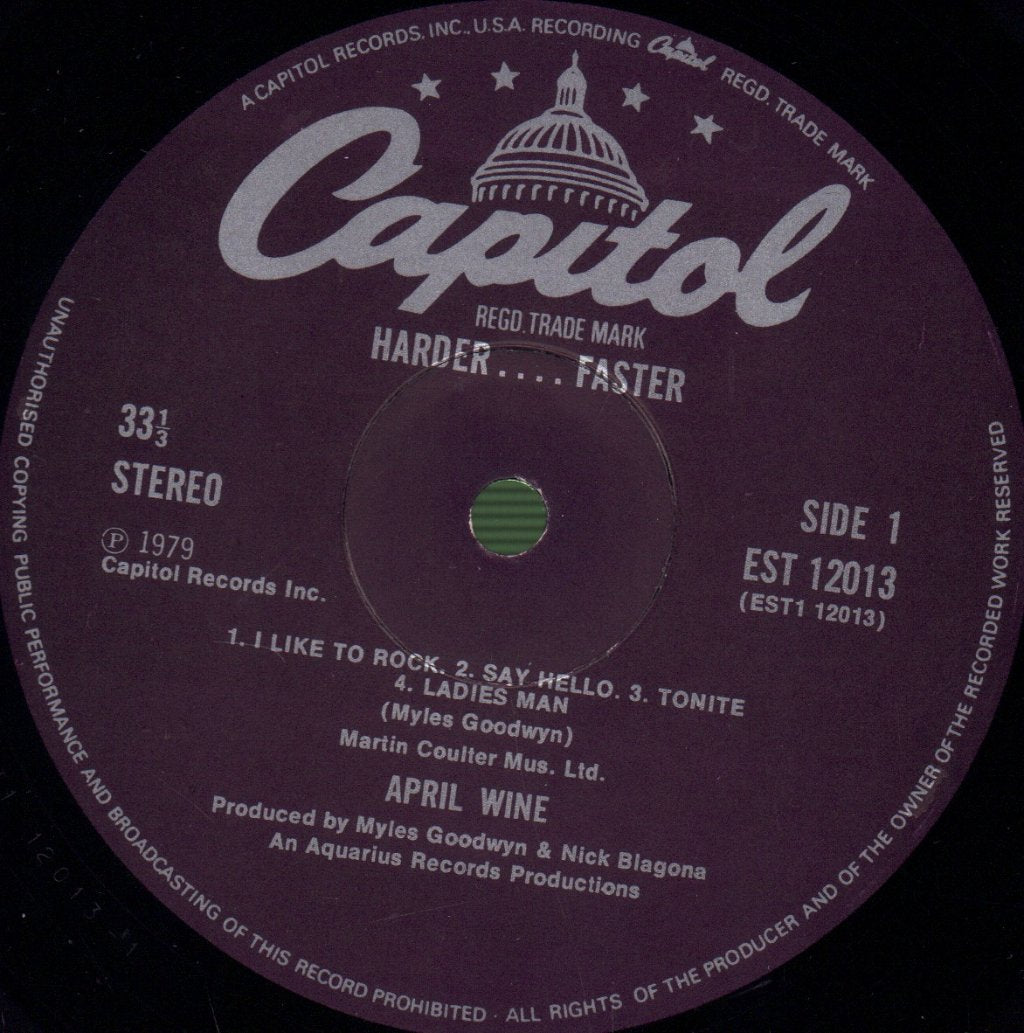 A CAPITOL RECORDS, INC., U.S.A. RECORDING Capitol REGD. TRADE MARK
Capitol
REGD. TRADE MARK
HARDER.... FASTER
33⅓
STEREO
Ⓟ 1979
Capitol Records Inc.
SIDE 1
EST 12013
(EST1 12013)
1. I LIKE TO ROCK. 2. SAY HELLO. 3. TONITE
4. LADIES MAN
(Myles Goodwyn)
Martin Coulter Mus. Ltd.
APRIL WINE
Produced by Myles Goodwyn & Nick Blagona
An Aquarius Records Productions
UNAUTHORISED COPYING PUBLIC PERFORMANCE AND BROADCASTING OF THIS RECORD PROHIBITED · ALL RIGHTS OF THE PRODUCER AND OF THE OWNER OF THE RECORDED WORK RESERVED